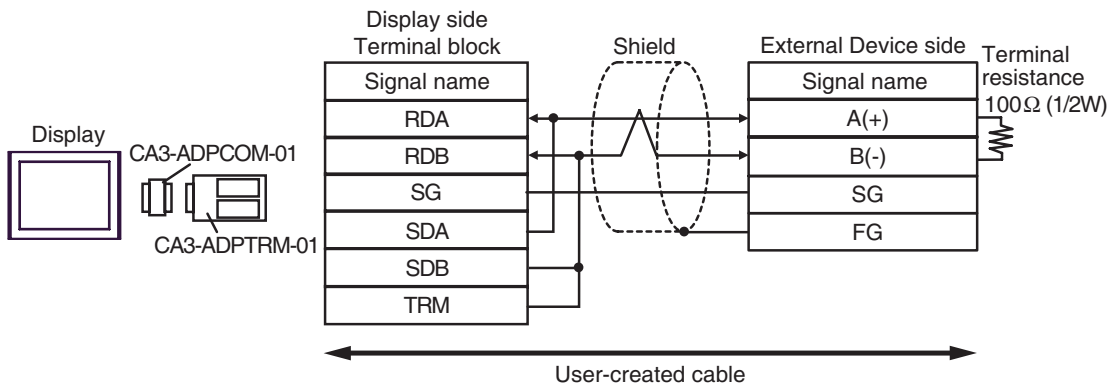 Display side
Terminal block
Shield
External Device side
Terminal
resistance
100Ω (1/2W)
Signal name
Signal name
RDA
A(+)
RDB
B(-)
SG
SG
SDA
FG
SDB
TRM
Display
CA3-ADPCOM-01
CA3-ADPTRM-01
User-created cable